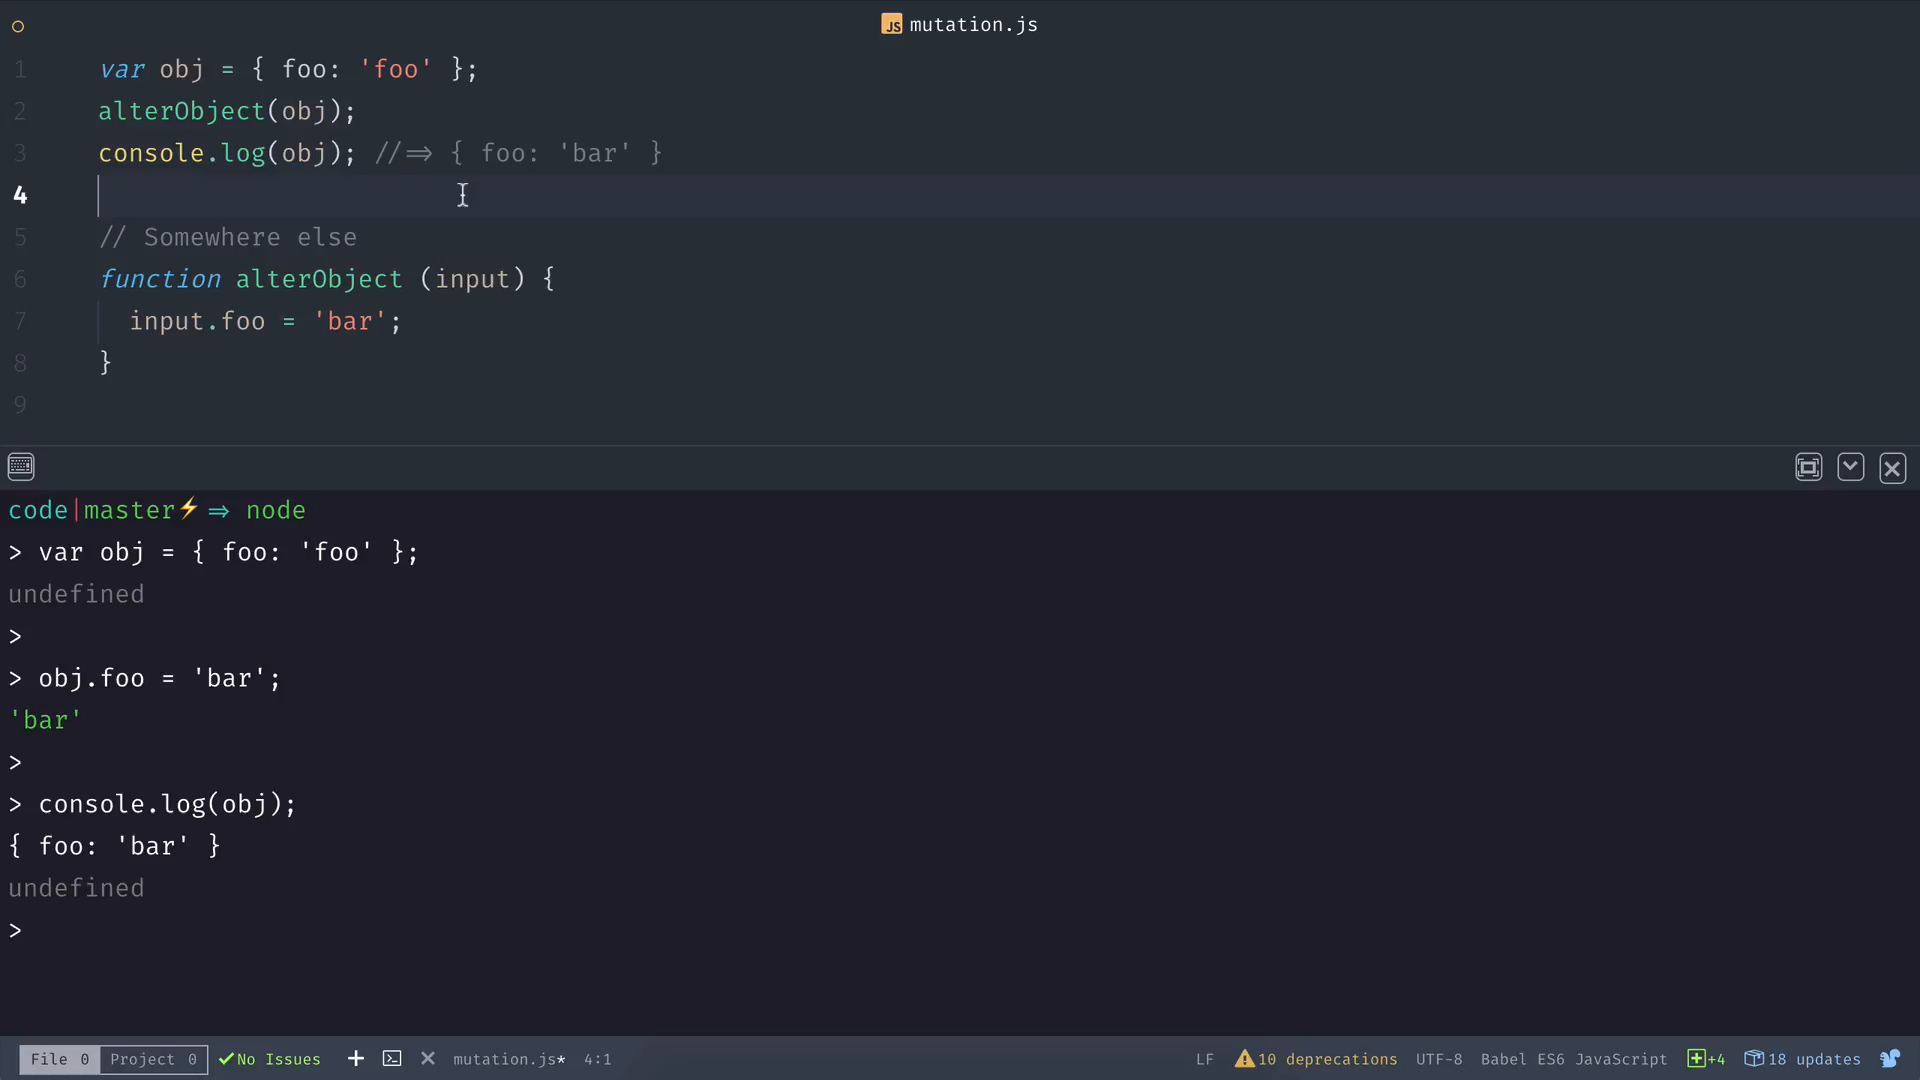 JS mutation.js
1 var obj = { foo: 'foo' };
2 alterObject(obj);
3 console.log(obj); //=> { foo: 'bar' }
4
5 // Somewhere else
6 function alterObject (input) {
7 input.foo = 'bar';
8 }
9
code|master⚡ => node
> var obj = { foo: 'foo' };
undefined
>
> obj.foo = 'bar';
'bar'
>
> console.log(obj);
{ foo: 'bar' }
undefined
>
File 0 Project 0 ✓No Issues + mutation.js* 4:1 LF 10 deprecations UTF-8 Babel ES6 JavaScript +4 18 updates